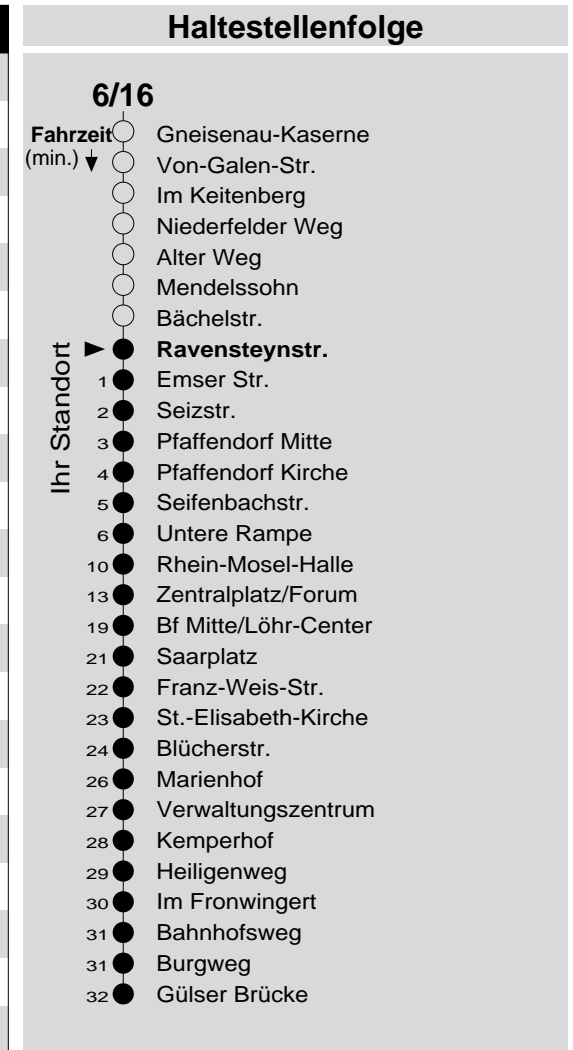 Haltestellenfolge
6/16
Fahrzeit Gneisenau-Kaserne
(min.) Von-Galen-Str.
Im Keitenberg
Niederfelder Weg
Alter Weg
Mendelssohn
Bächelstr.
Ihr Standort
Ravensteynstr.
1 Emser Str.
2 Seizstr.
3 Pfaffendorf Mitte
4 Pfaffendorf Kirche
5 Seifenbachstr.
6 Untere Rampe
10 Rhein-Mosel-Halle
13 Zentralplatz/Forum
19 Bf Mitte/Löhr-Center
21 Saarplatz
22 Franz-Weis-Str.
23 St.-Elisabeth-Kirche
24 Blücherstr.
26 Marienhof
27 Verwaltungszentrum
28 Kemperhof
29 Heiligenweg
30 Im Fronwingert
31 Bahnhofsweg
31 Burgweg
32 Gülser Brücke